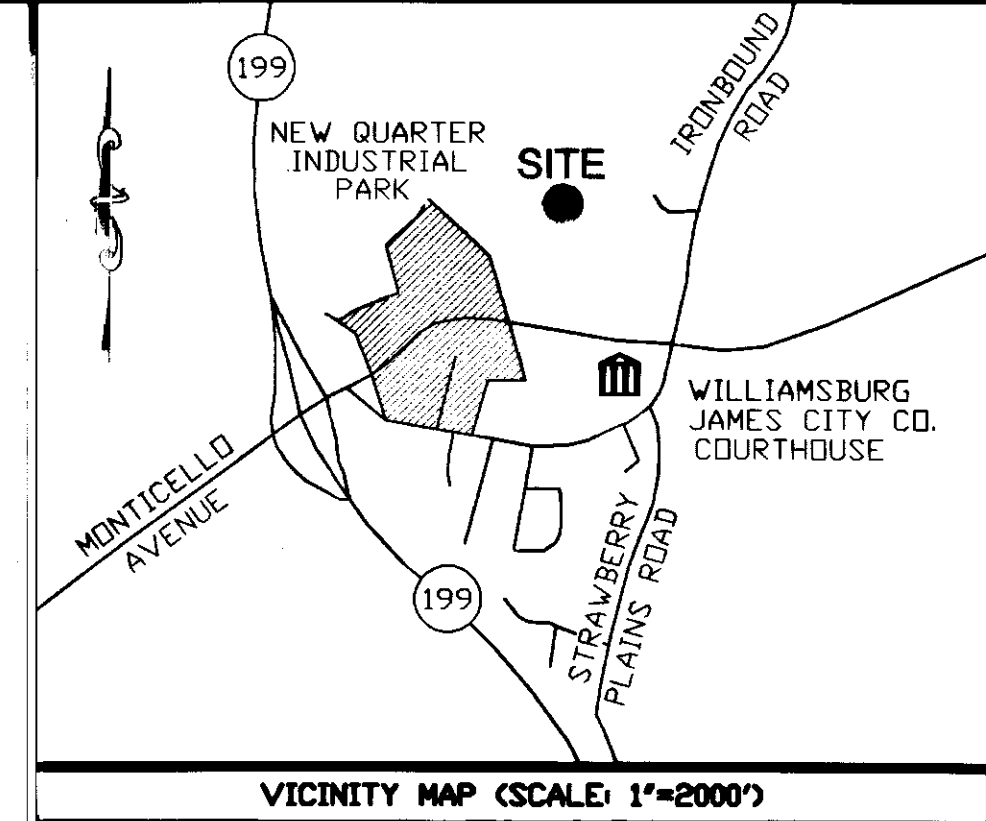 199
IRONBOUND
ROAD
NEW QUARTER
INDUSTRIAL
PARK
SITE
WILLIAMSBURG
JAMES CITY CO.
COURTHOUSE
MONTICELLO
AVENUE
STRAWBERRY
PLAINS ROAD
199
VICINITY MAP (SCALE: 1"=2000')